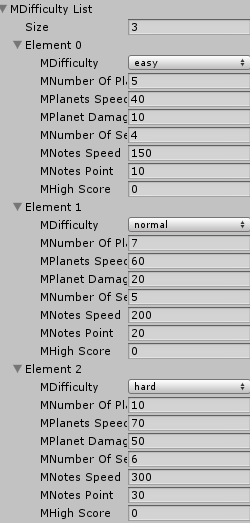 MDifficulty List
Size 3
Element 0
MDifficulty easy
MNumber Of Pl 5
MPlanets Speed 40
MPlanet Damag 10
MNumber Of Se 4
MNotes Speed 150
MNotes Point 10
MHigh Score 0
Element 1
MDifficulty normal
MNumber Of Pl 7
MPlanets Speed 60
MPlanet Damag 20
MNumber Of Se 5
MNotes Speed 200
MNotes Point 20
MHigh Score 0
Element 2
MDifficulty hard
MNumber Of Pl 10
MPlanets Speed 70
MPlanet Damag 50
MNumber Of Se 6
MNotes Speed 300
MNotes Point 30
MHigh Score 0